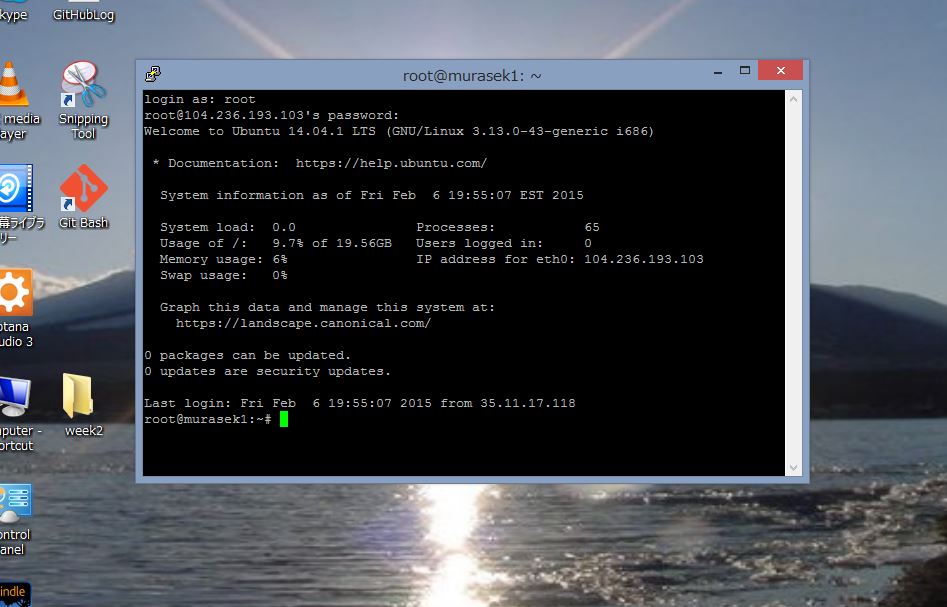 kype
GitHubLog
media
ayer
Snipping
Tool
幕ライブラ
リー
Git Bash
ptana
udio 3
mputer -
ortcut
week2
ontrol
anel
indle
root@murasek1: ~
login as: root
root@104.236.193.103's password:
Welcome to Ubuntu 14.04.1 LTS (GNU/Linux 3.13.0-43-generic i686)
* Documentation:  https://help.ubuntu.com/
System information as of Fri Feb  6 19:55:07 EST 2015
System load:  0.0               Processes:           65
Usage of /:   9.7% of 19.56GB   Users logged in:     0
Memory usage: 6%                IP address for eth0: 104.236.193.103
Swap usage:   0%
Graph this data and manage this system at:
https://landscape.canonical.com/
0 packages can be updated.
0 updates are security updates.
Last login: Fri Feb  6 19:55:07 2015 from 35.11.17.118
root@murasek1:~#